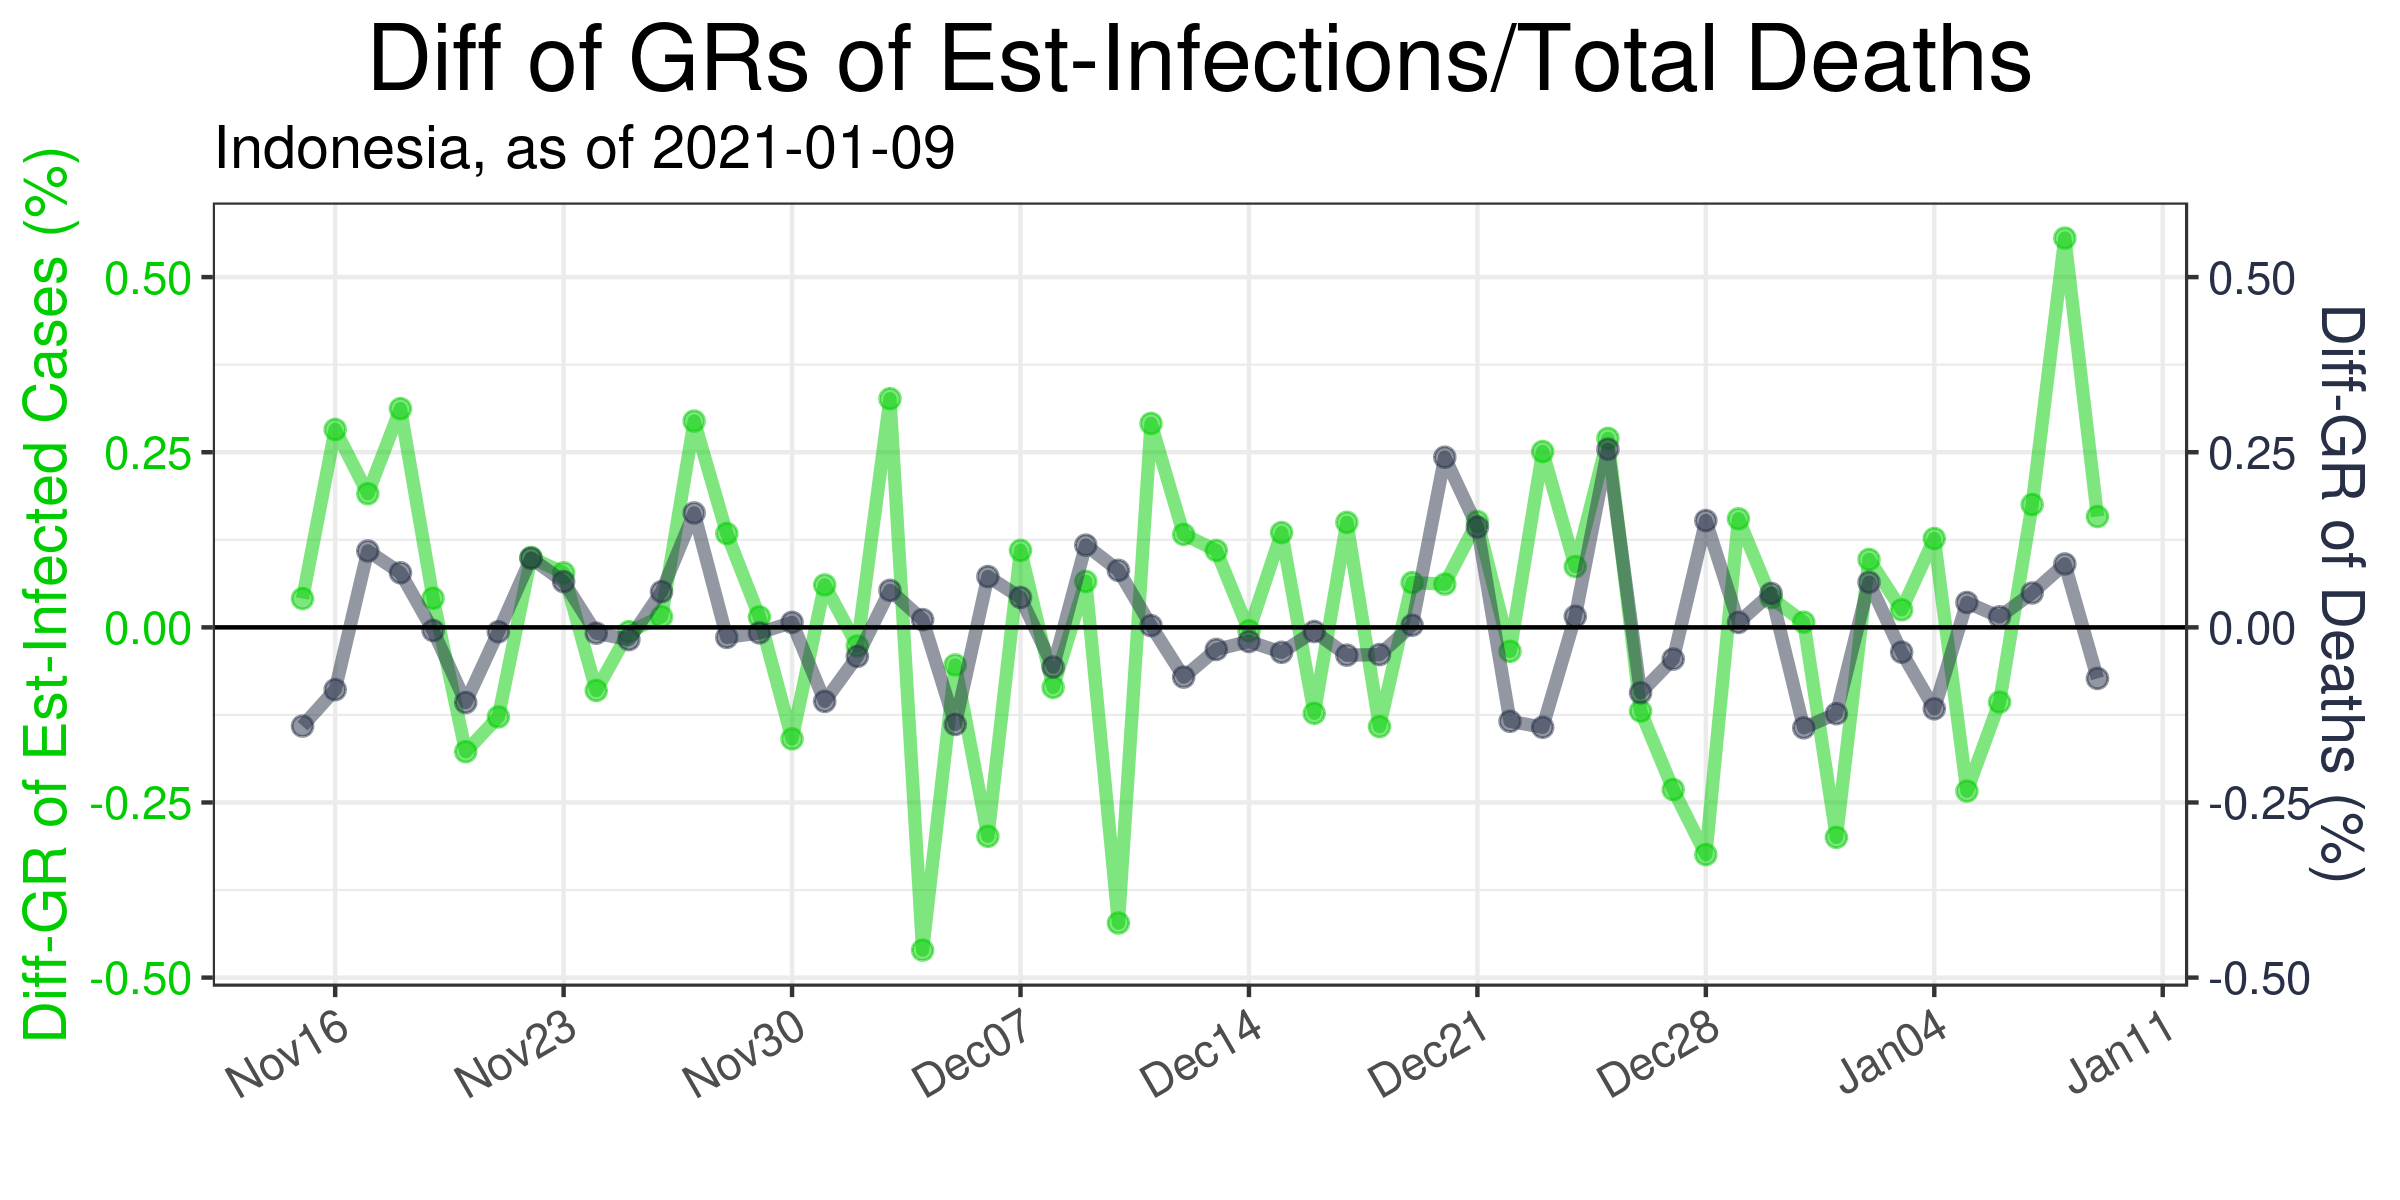 Diff of GRs of Est-Infections/Total Deaths
Indonesia, as of 2021-01-09
Diff-GR of Est-Infected Cases (%)
0.50
0.25
0.00
-0.25
-0.50
0.50
0.25
0.00
-0.25
-0.50
Diff-GR of Deaths (%)
Nov16
Nov23
Nov30
Dec07
Dec14
Dec21
Dec28
Jan04
Jan11